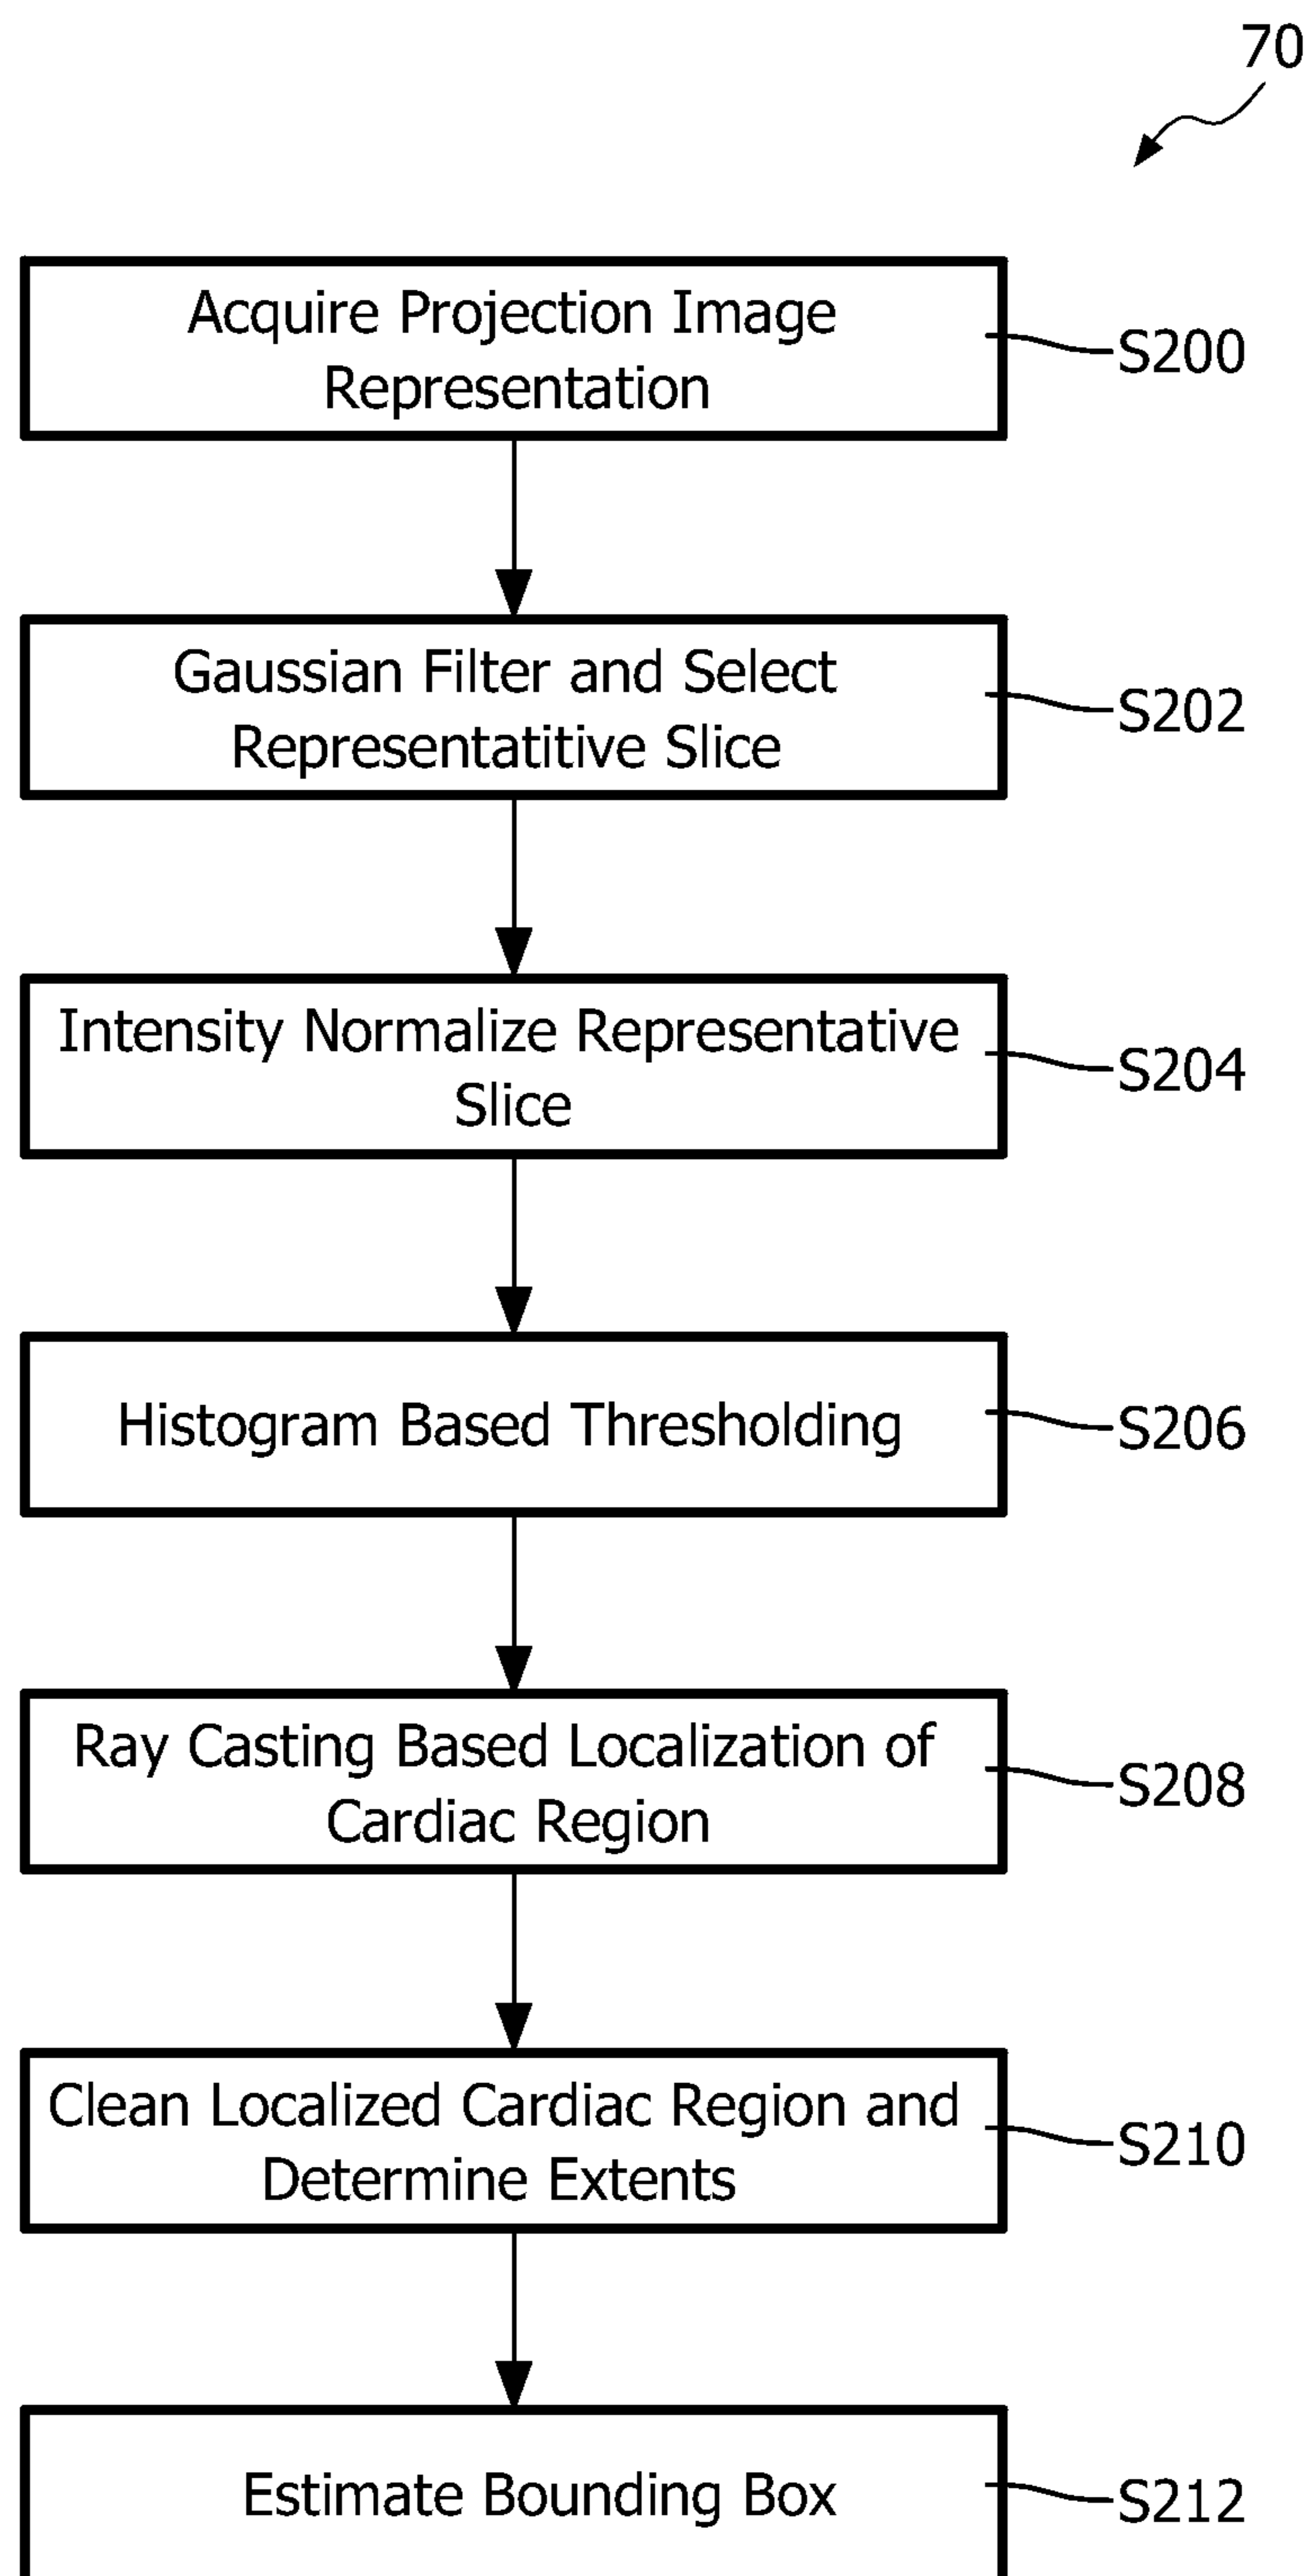 70
Acquire Projection Image
Representation
S200
Gaussian Filter and Select
Representatitive Slice
S202
Intensity Normalize Representative
Slice
S204
Histogram Based Thresholding
S206
Ray Casting Based Localization of
Cardiac Region
S208
Clean Localized Cardiac Region and
Determine Extents
S210
Estimate Bounding Box
S212